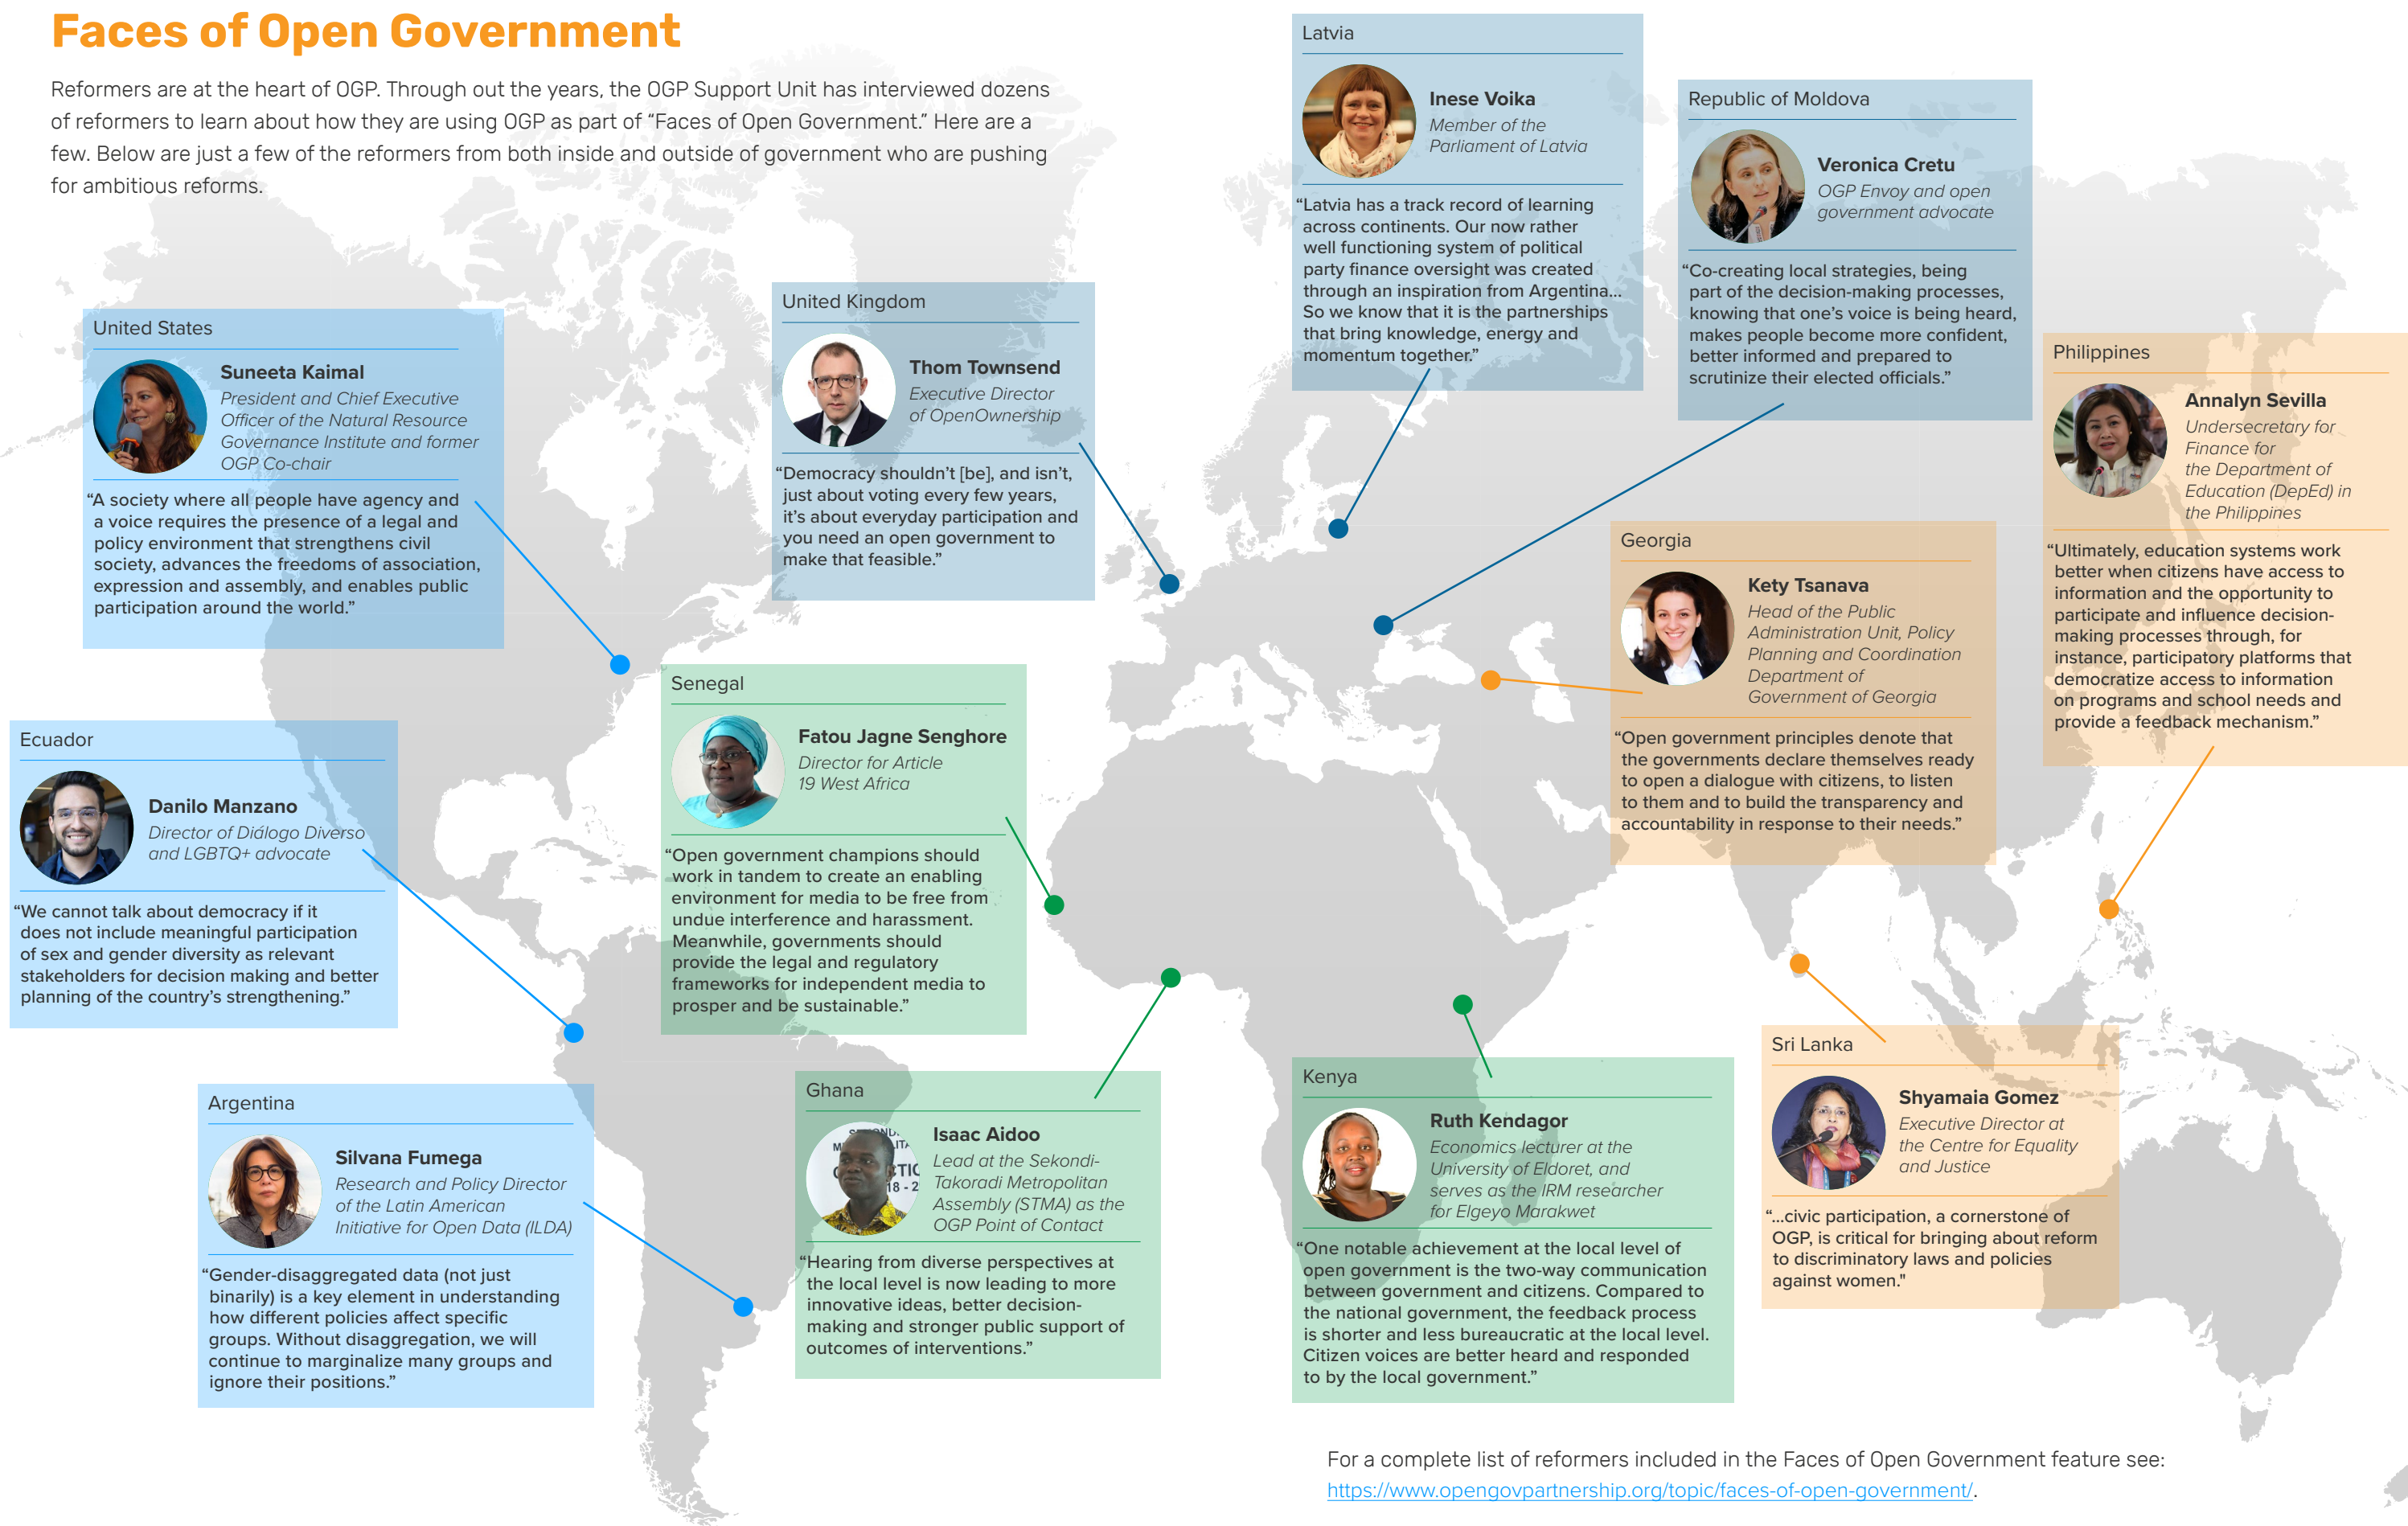 Faces of Open Government
Reformers are at the heart of OGP. Through out the years, the OGP Support Unit has interviewed dozens
of reformers to learn about how they are using OGP as part of “Faces of Open Government.” Here are a
few. Below are just a few of the reformers from both inside and outside of government who are pushing
for ambitious reforms.
Latvia
Inese Voika
Member of the
Parliament of Latvia
“Latvia has a track record of learning
across continents. Our now rather
well functioning system of political
party finance oversight was created
through an inspiration from Argentina...
So we know that it is the partnerships
that bring knowledge, energy and
momentum together.”
Republic of Moldova
Veronica Cretu
OGP Envoy and open
government advocate
“Co-creating local strategies, being
part of the decision-making processes,
knowing that one’s voice is being heard,
makes people become more confident,
better informed and prepared to
scrutinize their elected officials.”
United States
Suneeta Kaimal
President and Chief Executive
Officer of the Natural Resource
Governance Institute and former
OGP Co-chair
“A society where all people have agency and
a voice requires the presence of a legal and
policy environment that strengthens civil
society, advances the freedoms of association,
expression and assembly, and enables public
participation around the world.”
United Kingdom
Thom Townsend
Executive Director
of OpenOwnership
“Democracy shouldn’t [be], and isn’t,
just about voting every few years,
it’s about everyday participation and
you need an open government to
make that feasible.”
Philippines
Annalyn Sevilla
Undersecretary for
Finance for
the Department of
Education (DepEd) in
the Philippines
“Ultimately, education systems work
better when citizens have access to
information and the opportunity to
participate and influence decision-
making processes through, for
instance, participatory platforms that
democratize access to information
on programs and school needs and
provide a feedback mechanism.”
Georgia
Kety Tsanava
Head of the Public
Administration Unit, Policy
Planning and Coordination
Department of
Government of Georgia
“Open government principles denote that
the governments declare themselves ready
to open a dialogue with citizens, to listen
to them and to build the transparency and
accountability in response to their needs.”
Senegal
Fatou Jagne Senghore
Director for Article
19 West Africa
“Open government champions should
work in tandem to create an enabling
environment for media to be free from
undue interference and harassment.
Meanwhile, governments should
provide the legal and regulatory
frameworks for independent media to
prosper and be sustainable.”
Ecuador
Danilo Manzano
Director of Diálogo Diverso
and LGBTQ+ advocate
“We cannot talk about democracy if it
does not include meaningful participation
of sex and gender diversity as relevant
stakeholders for decision making and better
planning of the country’s strengthening.”
Argentina
Silvana Fumega
Research and Policy Director
of the Latin American
Initiative for Open Data (ILDA)
“Gender-disaggregated data (not just
binarily) is a key element in understanding
how different policies affect specific
groups. Without disaggregation, we will
continue to marginalize many groups and
ignore their positions.”
Ghana
Isaac Aidoo
Lead at the Sekondi-
Takoradi Metropolitan
Assembly (STMA) as the
OGP Point of Contact
“Hearing from diverse perspectives at
the local level is now leading to more
innovative ideas, better decision-
making and stronger public support of
outcomes of interventions.”
Kenya
Ruth Kendagor
Economics lecturer at the
University of Eldoret, and
serves as the IRM researcher
for Elgeyo Marakwet
“One notable achievement at the local level of
open government is the two-way communication
between government and citizens. Compared to
the national government, the feedback process
is shorter and less bureaucratic at the local level.
Citizen voices are better heard and responded
to by the local government.”
Sri Lanka
Shyamaia Gomez
Executive Director at
the Centre for Equality
and Justice
“...civic participation, a cornerstone of
OGP, is critical for bringing about reform
to discriminatory laws and policies
against women."
For a complete list of reformers included in the Faces of Open Government feature see:
https://www.opengovpartnership.org/topic/faces-of-open-government/.